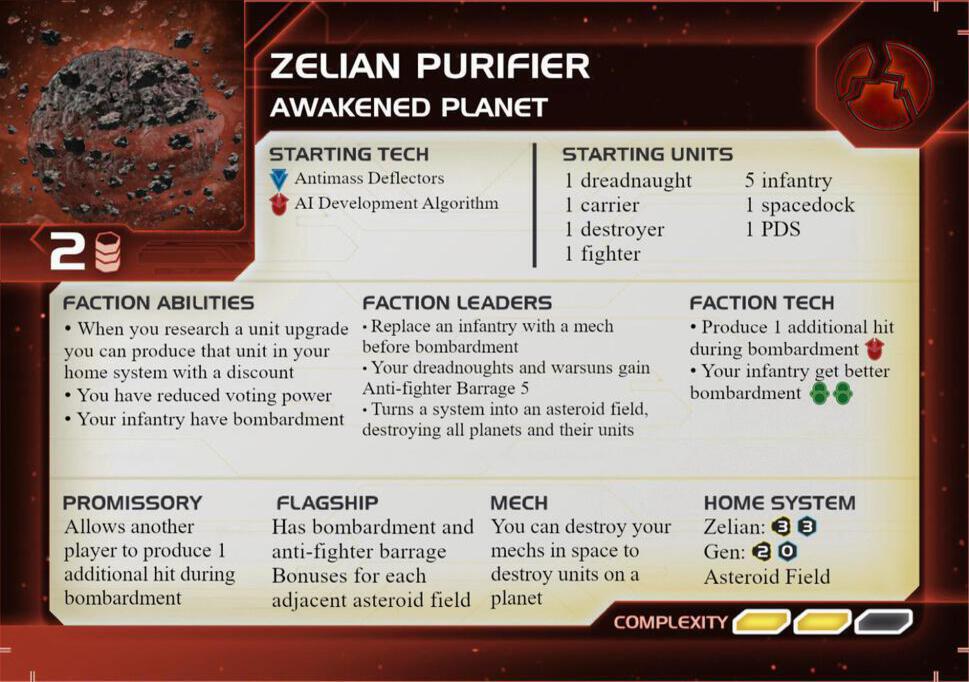 ZELIAN PURIFIER
AWAKENED PLANET
2
STARTING TECH
Antimass Deflectors
AI Development Algorithm
STARTING UNITS
1 dreadnaught
1 carrier
1 destroyer
1 fighter
5 infantry
1 spacedock
1 PDS
FACTION ABILITIES
• When you research a unit upgrade
you can produce that unit in your
home system with a discount
• You have reduced voting power
• Your infantry have bombardment
FACTION LEADERS
• Replace an infantry with a mech
before bombardment
• Your dreadnoughts and warsuns gain
Anti-fighter Barrage 5
• Turns a system into an asteroid field,
destroying all planets and their units
FACTION TECH
• Produce 1 additional hit
during bombardment
• Your infantry get better
bombardment
PROMISSORY
Allows another
player to produce 1
additional hit during
bombardment
FLAGSHIP
Has bombardment and
anti-fighter barrage
Bonuses for each
adjacent asteroid field
MECH
You can destroy your
mechs in space to
destroy units on a
planet
HOME SYSTEM
Zelian: 3 3
Gen: 2 0
Asteroid Field
COMPLEXITY